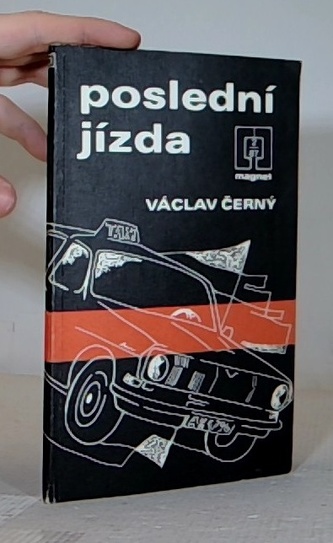 poslední
jízda
magnet
VÁCLAV ČERNÝ
TAXI